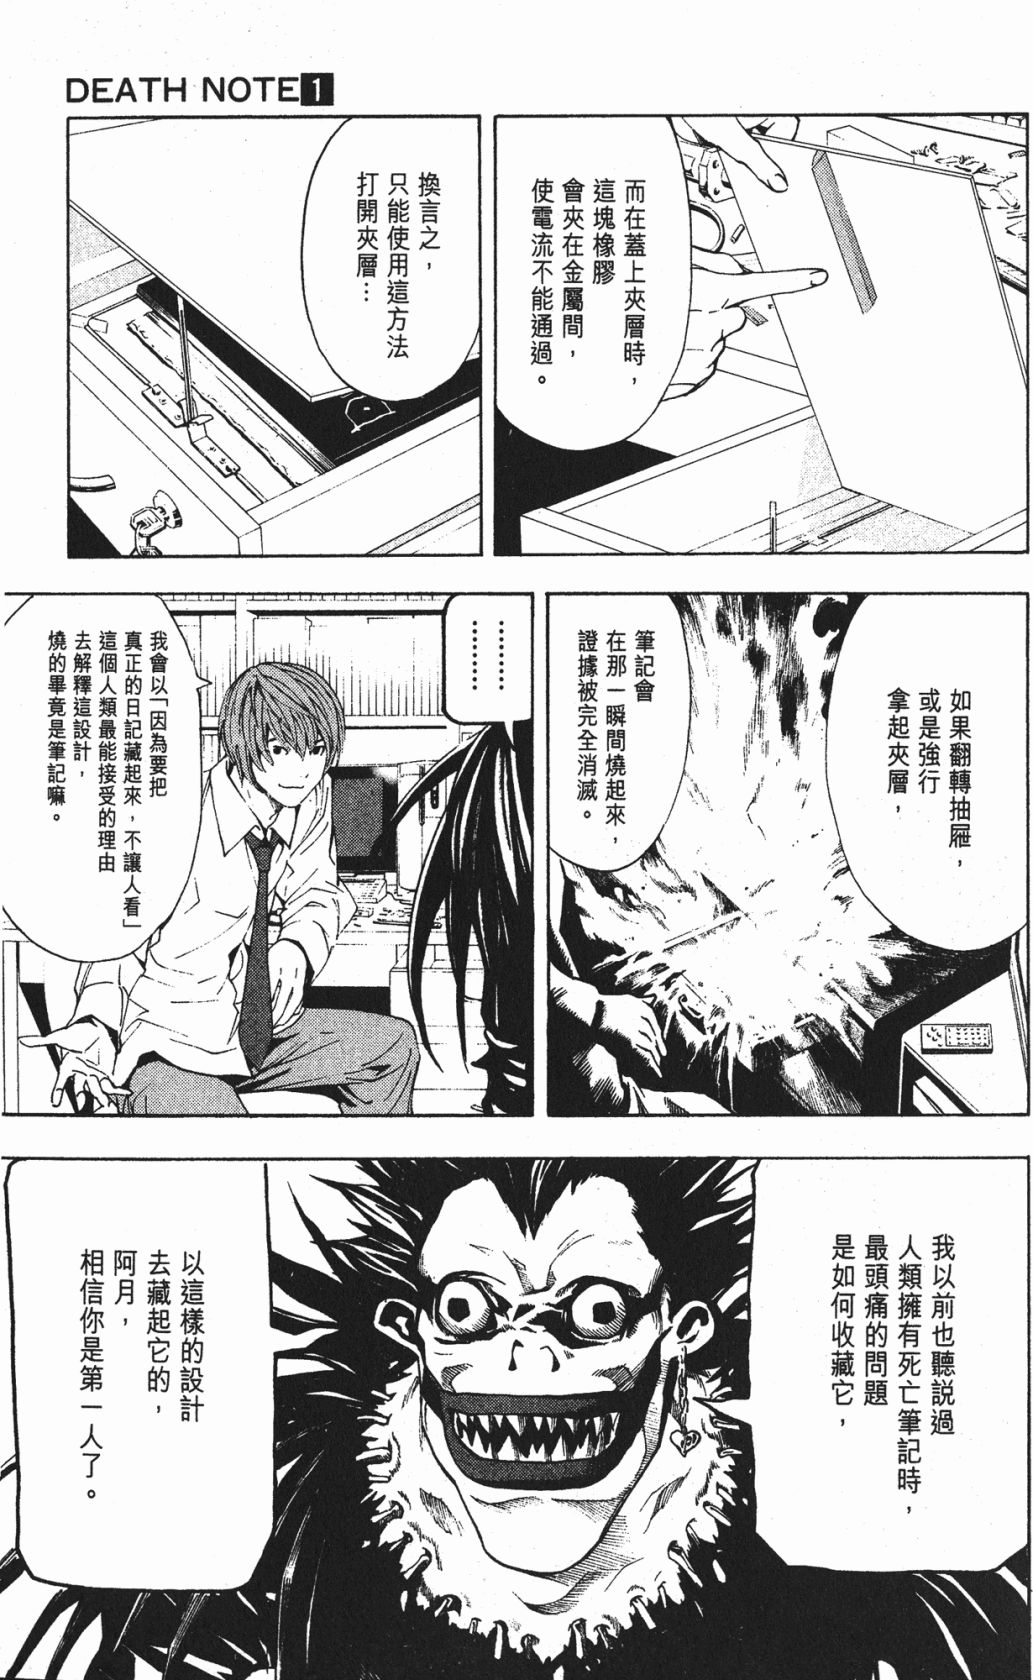 DEATH NOTE 1
而在蓋上夾層時，
這塊橡膠
會夾在金屬間，
使電流不能通過。
換言之，
只能使用這方法
打開夾層…
如果翻轉抽屜，
或是強行
拿起夾層，
筆記會
在那一瞬間燒起來，
證據被完全消滅。
………
………
我會以「因為要把
真正的日記藏起來，不讓人看」
這個人類最能接受的理由
去解釋這設計，
燒的畢竟是筆記嘛。
我以前也聽說過
人類擁有死亡筆記時，
最頭痛的問題
是如何收藏它，
以這樣的設計
去藏起它的，
阿月，
相信你是第一人了。